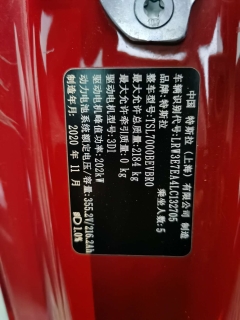 中国 特斯拉（上海）有限公司 制造
车辆识别代号：LRW3E7EA4LC132705
品牌：特斯拉
整车型号：TSL7000BEVBR0 乘坐人数：5
最大允许总质量：2184 kg
最大允许牵引质量：0 kg
驱动电机型号：3D1
驱动电机峰值功率：202kW
动力电池系统额定电压/容量：355.2V/216.2Ah
制造年月：2020 年 11 月
1.0%